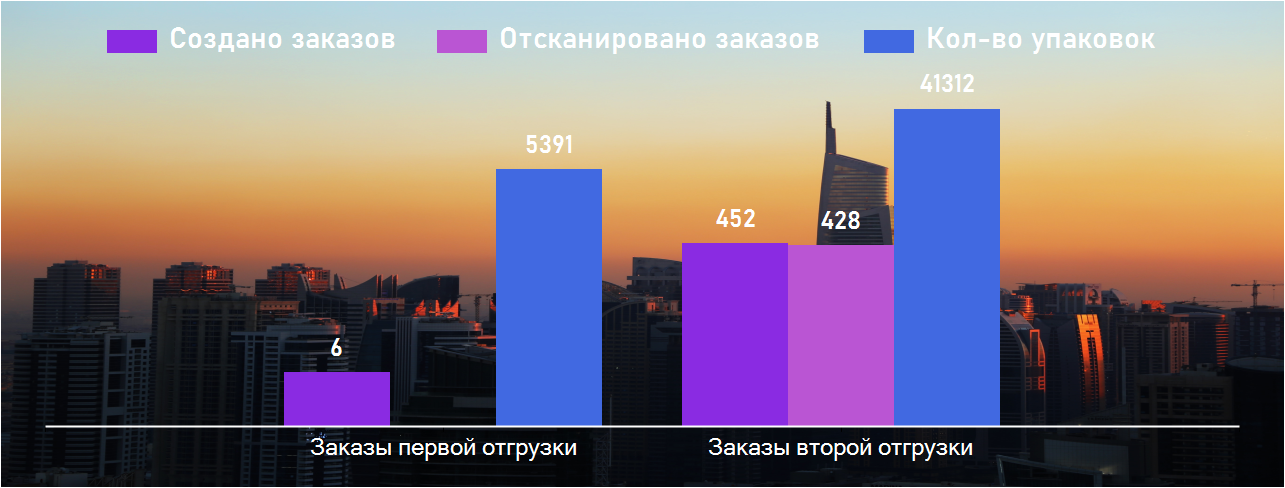 Создано заказов Отсканировано заказов Кол-во упаковок
41312
5391
452 428
6
Заказы первой отгрузки Заказы второй отгрузки